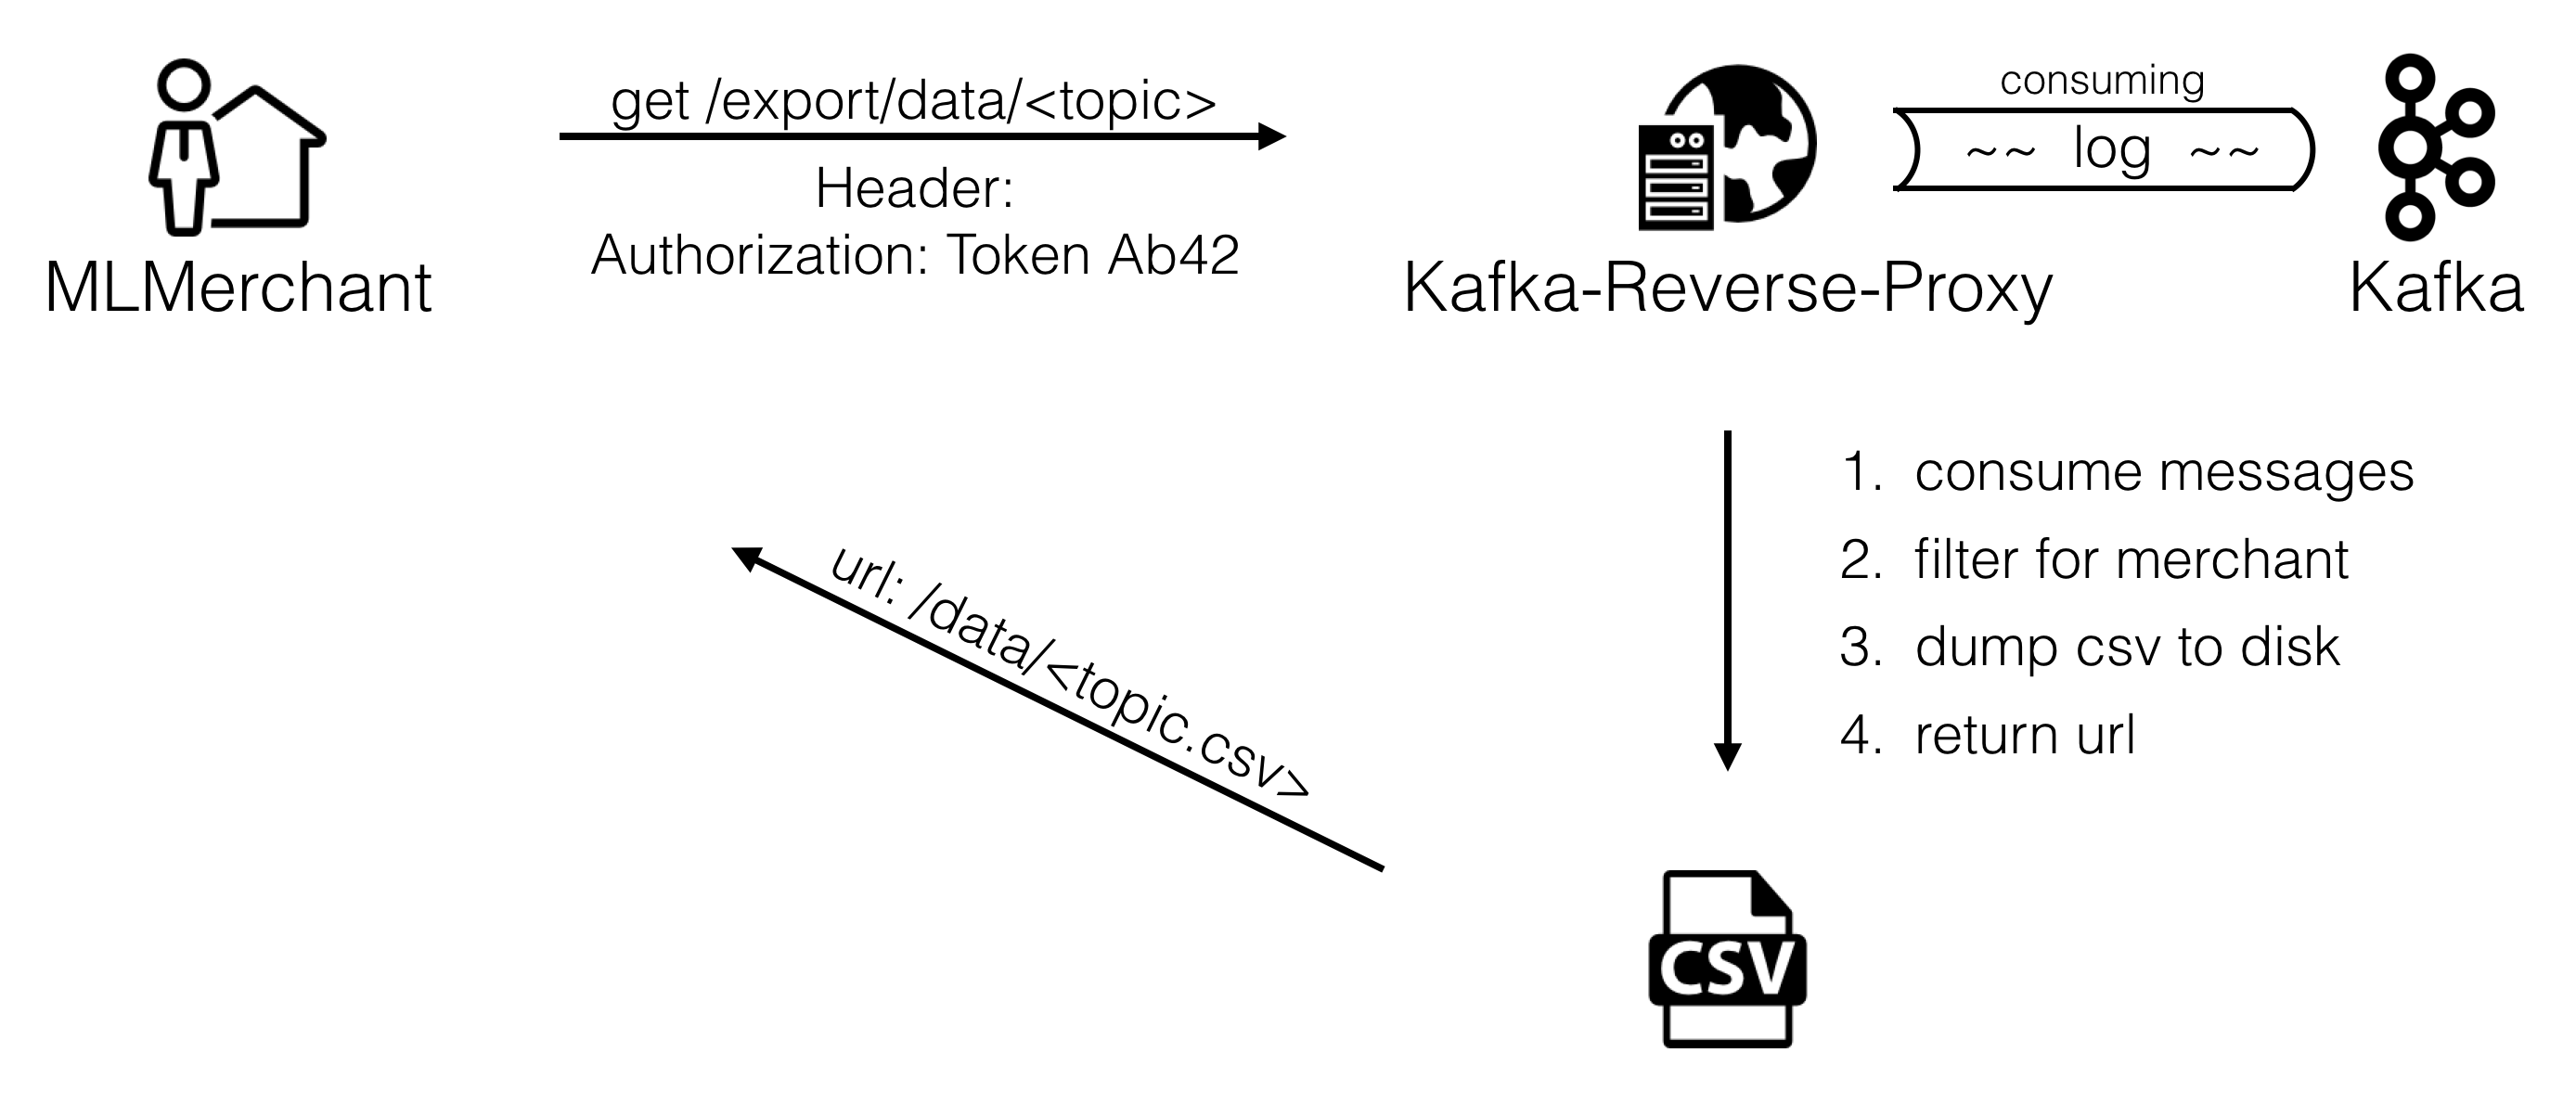 get /export/data/<topic>
Header:
Authorization: Token Ab42
MLMerchant
consuming
~~ log ~~
Kafka-Reverse-Proxy
Kafka
1. consume messages
2. filter for merchant
3. dump csv to disk
4. return url
url: /data/<topic.csv>
CSV